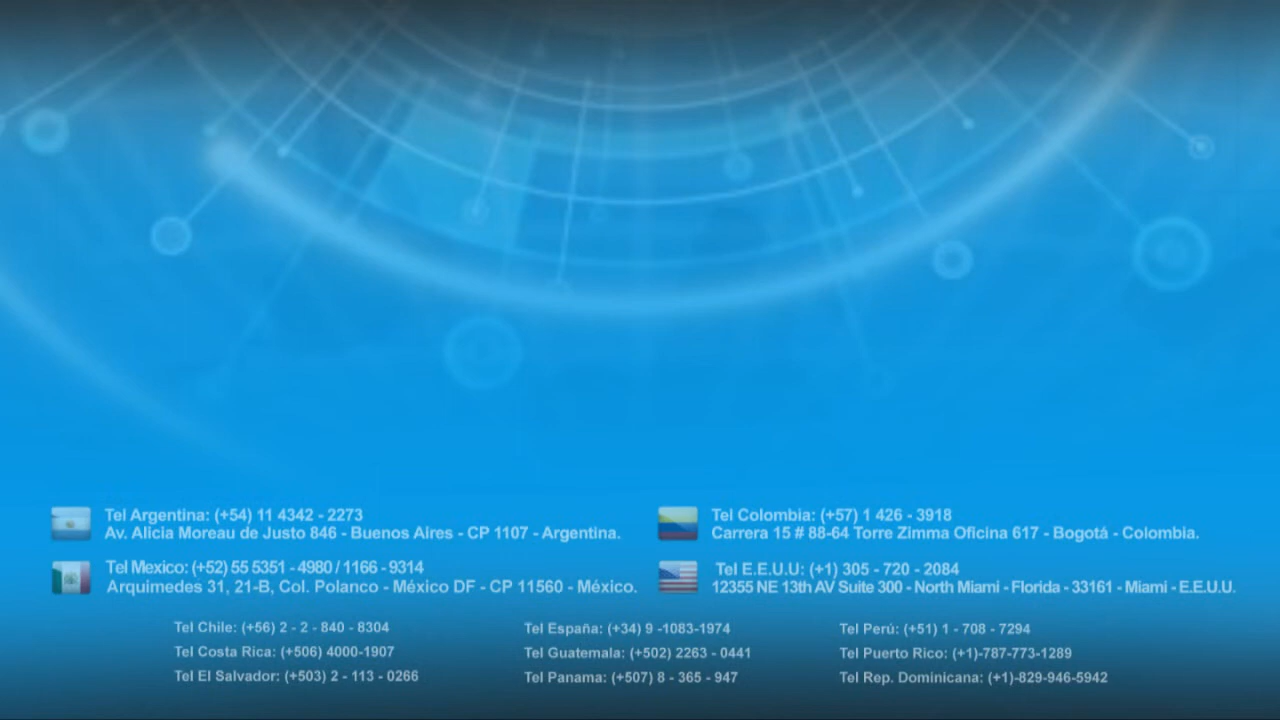 Tel Argentina: (+54) 11 4342 - 2273
Av. Alicia Moreau de Justo 846 - Buenos Aires - CP 1107 - Argentina.
Tel Colombia: (+57) 1 426 - 3918
Carrera 15 # 88-64 Torre Zimma Oficina 617 - Bogotá - Colombia.
Tel Mexico: (+52) 55 5351 - 4980 / 1166 - 9314
Arquimedes 31, 21-B, Col. Polanco - México DF - CP 11560 - México.
Tel E.E.U.U: (+1) 305 - 720 - 2084
12355 NE 13th AV Suite 300 - North Miami - Florida - 33161 - Miami - E.E.U.U.
Tel Chile: (+56) 2 - 2 - 840 - 8304
Tel España: (+34) 9 -1083-1974
Tel Perú: (+51) 1 - 708 - 7294
Tel Costa Rica: (+506) 4000-1907
Tel Guatemala: (+502) 2263 - 0441
Tel Puerto Rico: (+1)-787-773-1289
Tel El Salvador: (+503) 2 - 113 - 0266
Tel Panama: (+507) 8 - 365 - 947
Tel Rep. Dominicana: (+1)-829-946-5942